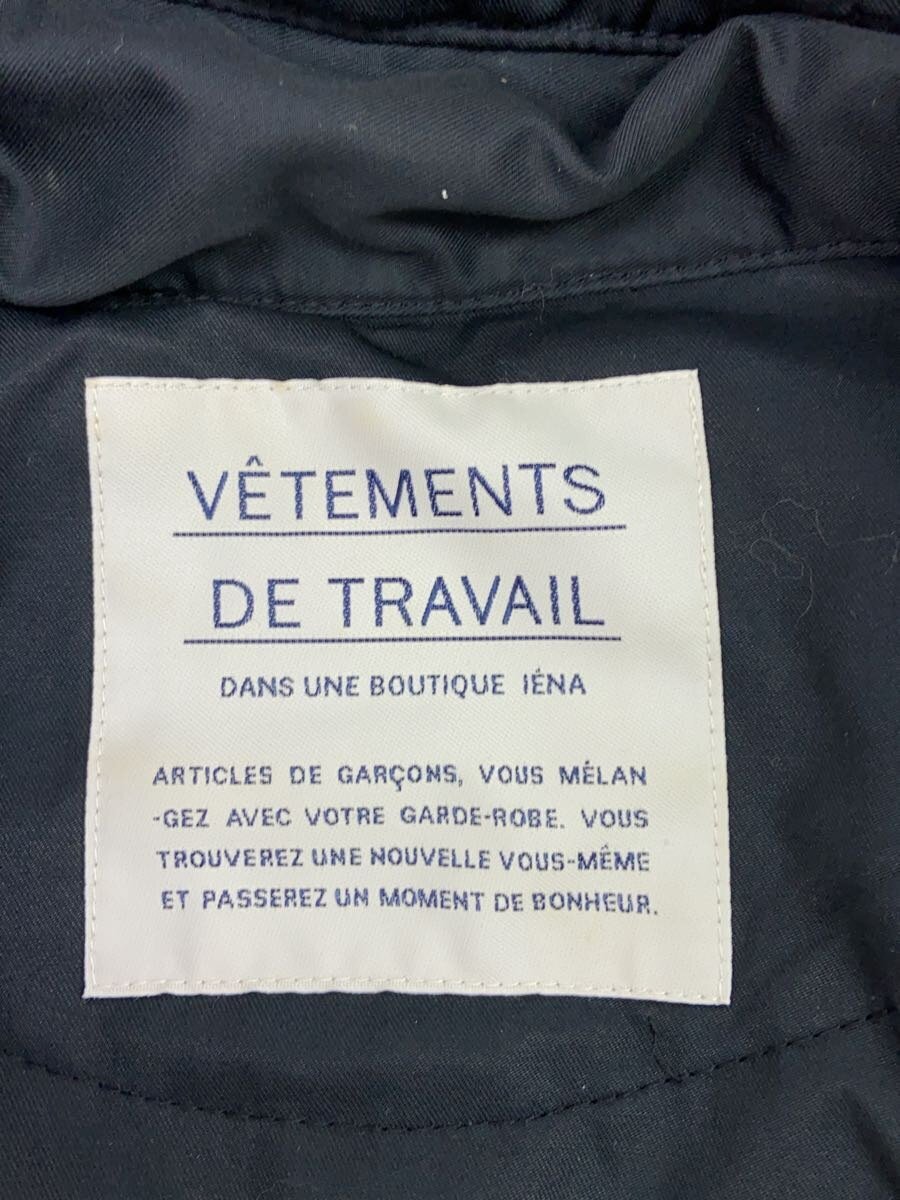 VÊTEMENTS
DE TRAVAIL
DANS UNE BOUTIQUE IÉNA
ARTICLES DE GARÇONS, VOUS MÉLAN
-GEZ AVEC VOTRE GARDE-ROBE. VOUS
TROUVEREZ UNE NOUVELLE VOUS-MÊME
ET PASSEREZ UN MOMENT DE BONHEUR.